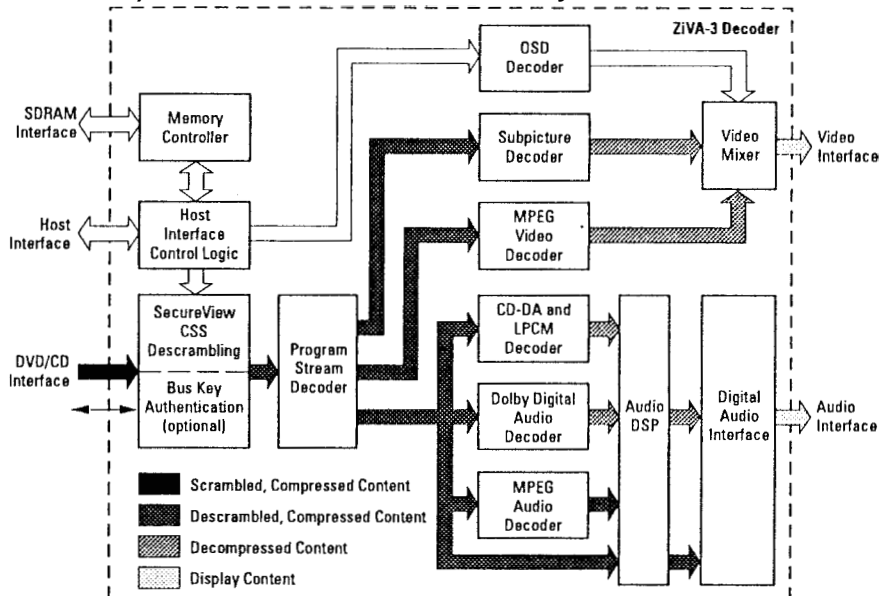 ZiVA-3 Decoder
OSD
Decoder
SDRAM
Interface
Memory
Controller
Subpicture
Decoder
Video
Mixer
Video
Interface
Host
Interface
Host
Interface
Control Logic
MPEG
Video
Decoder
DVD/CD
Interface
SecureView
CSS
Descrambling
Bus Key
Authentication
(optional)
Program
Stream
Decoder
CD-DA and
LPCM
Decoder
Dolby Digital
Audio
Decoder
MPEG
Audio
Decoder
Audio
DSP
Digital
Audio
Interface
Audio
Interface
Scrambled, Compressed Content
Descrambled, Compressed Content
Decompressed Content
Display Content